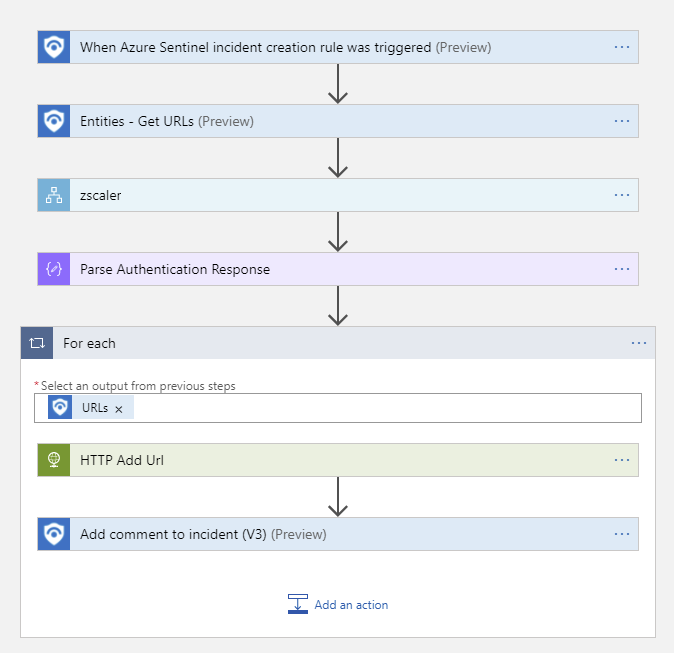 When Azure Sentinel incident creation rule was triggered (Preview)
Entities - Get URLs (Preview)
zscaler
Parse Authentication Response
For each
*Select an output from previous steps
URLs ×
HTTP Add Url
Add comment to incident (V3) (Preview)
Add an action